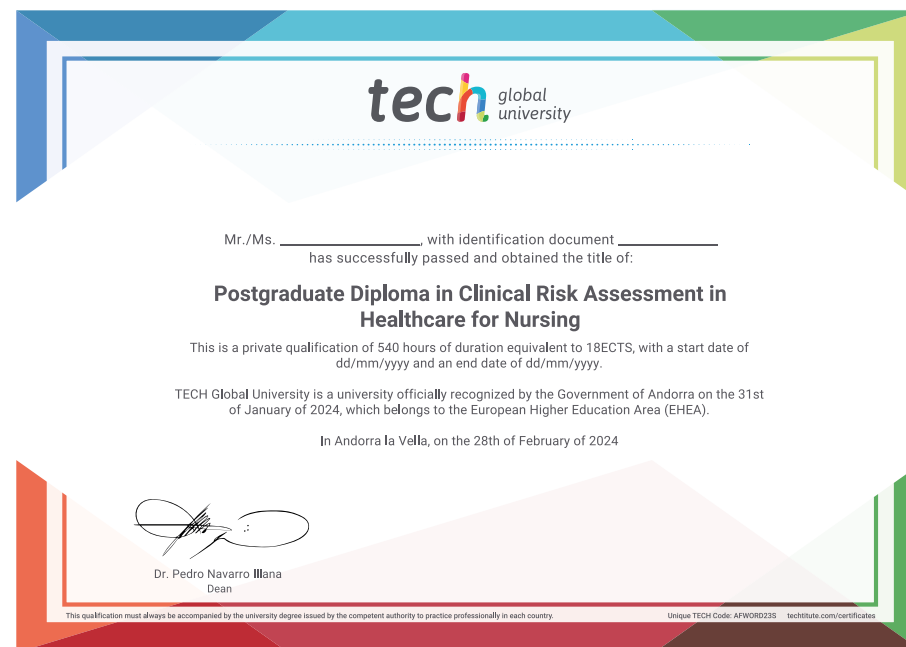 tech global
university
Mr./Ms. ____________________, with identification document ______________
has successfully passed and obtained the title of:
Postgraduate Diploma in Clinical Risk Assessment in
Healthcare for Nursing
This is a private qualification of 540 hours of duration equivalent to 18ECTS, with a start date of
dd/mm/yyyy and an end date of dd/mm/yyyy.
TECH Global University is a university officially recognized by the Government of Andorra on the 31st
of January of 2024, which belongs to the European Higher Education Area (EHEA).
In Andorra la Vella, on the 28th of February of 2024
Dr. Pedro Navarro Illana
Dean
This qualification must always be accompanied by the university degree issued by the competent authority to practice professionally in each country.
Unique TECH Code: AFWORD23S techtitute.com/certificates